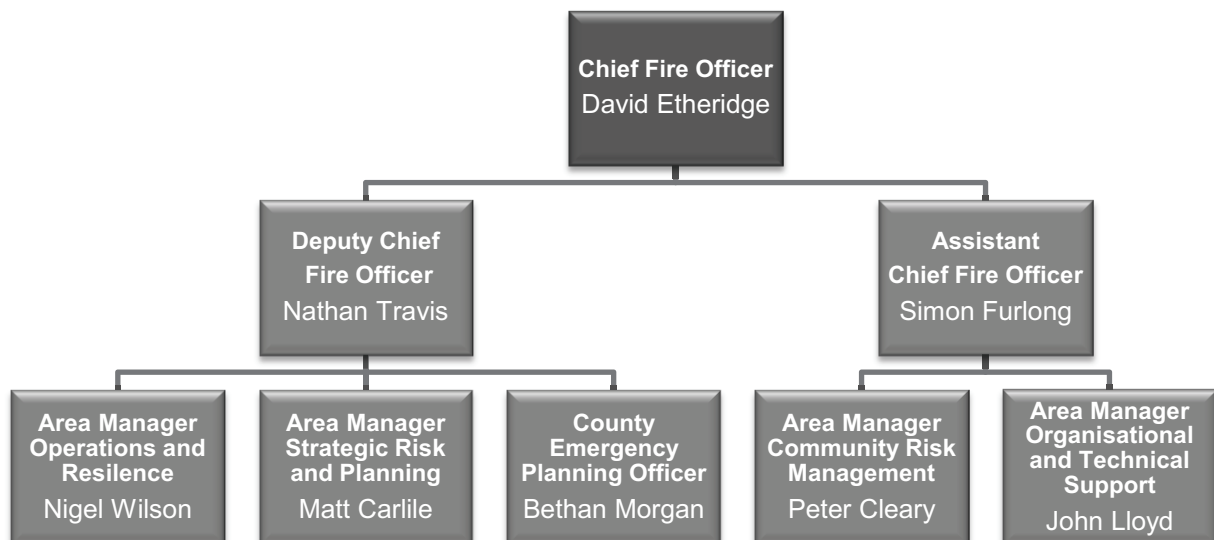 Chief Fire Officer
David Etheridge
Deputy Chief
Fire Officer
Nathan Travis
Assistant
Chief Fire Officer
Simon Furlong
Area Manager
Operations and
Resilence
Nigel Wilson
Area Manager
Strategic Risk
and Planning
Matt Carlile
County
Emergency
Planning Officer
Bethan Morgan
Area Manager
Community Risk
Management
Peter Cleary
Area Manager
Organisational
and Technical
Support
John Lloyd